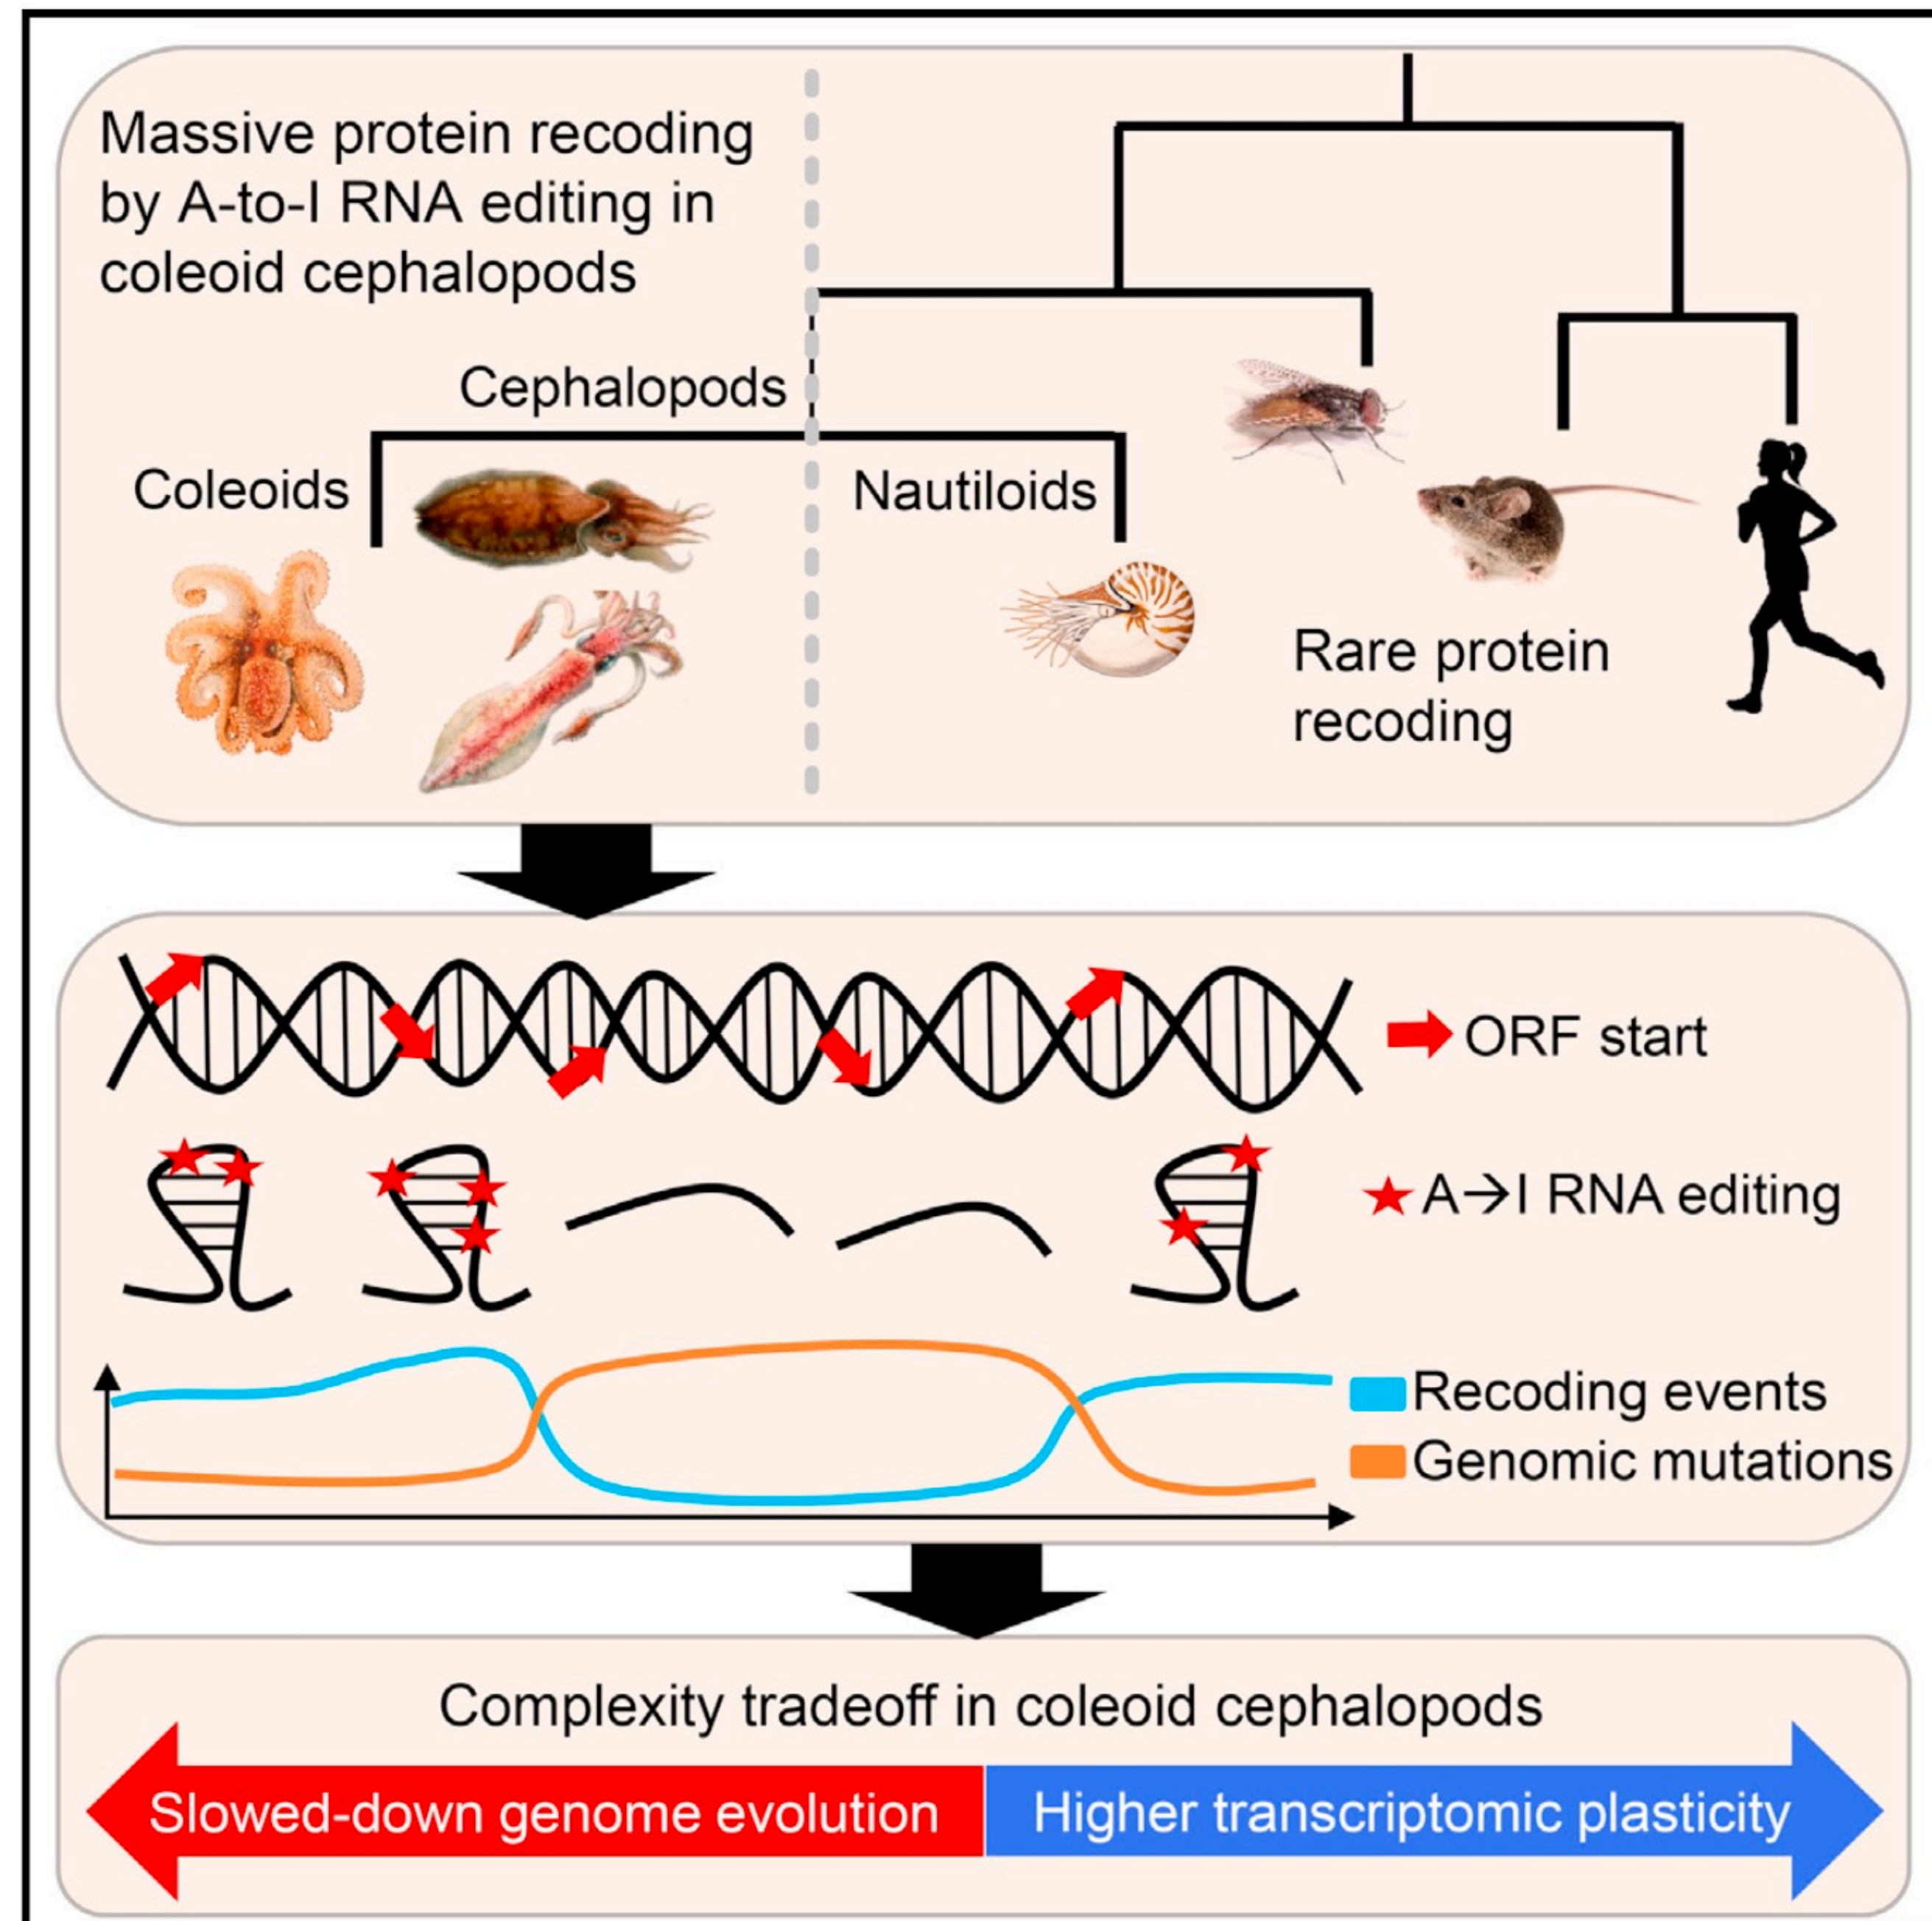 Massive protein recoding
by A-to-I RNA editing in
coleoid cephalopods
Cephalopods
Coleoids
Nautiloids
Rare protein
recoding
ORF start
A→I RNA editing
Recoding events
Genomic mutations
Complexity tradeoff in coleoid cephalopods
Slowed-down genome evolution
Higher transcriptomic plasticity